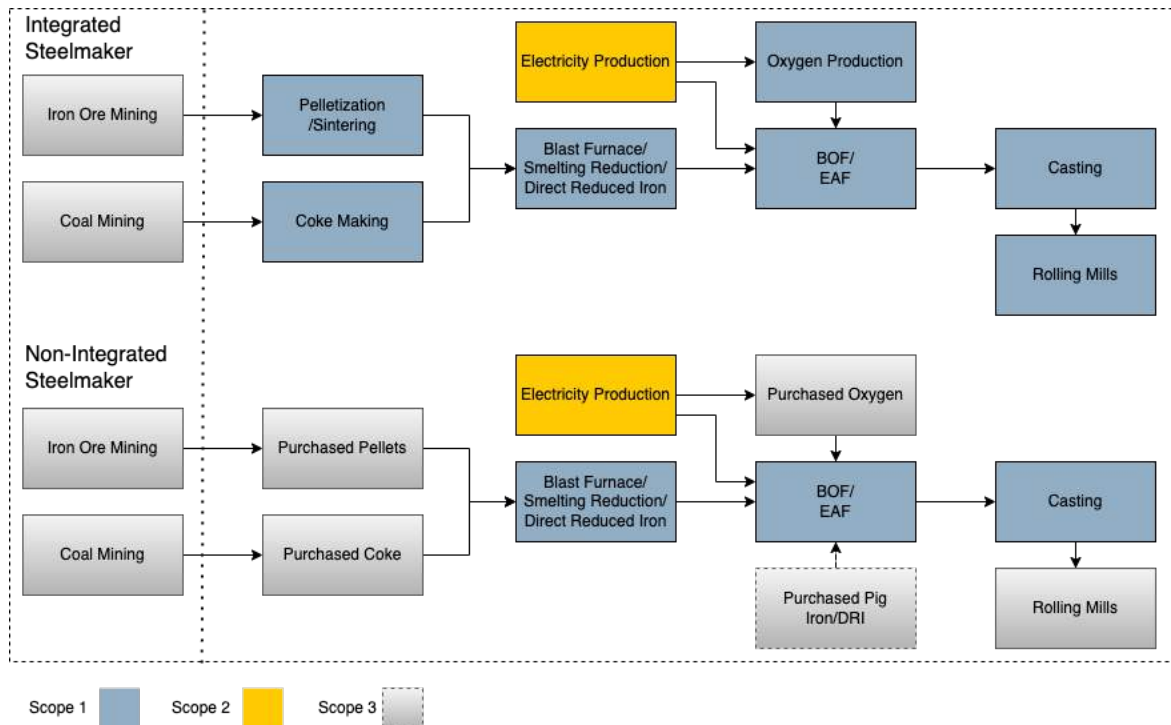 Integrated
Steelmaker
Iron Ore Mining
Coal Mining
Pelletization
/Sintering
Coke Making
Electricity Production
Oxygen Production
Blast Furnace/
Smelting Reduction/
Direct Reduced Iron
BOF/
EAF
Casting
Rolling Mills
Non-Integrated
Steelmaker
Iron Ore Mining
Coal Mining
Purchased Pellets
Purchased Coke
Electricity Production
Purchased Oxygen
Blast Furnace/
Smelting Reduction/
Direct Reduced Iron
BOF/
EAF
Purchased Pig
Iron/DRI
Casting
Rolling Mills
Scope 1
Scope 2
Scope 3